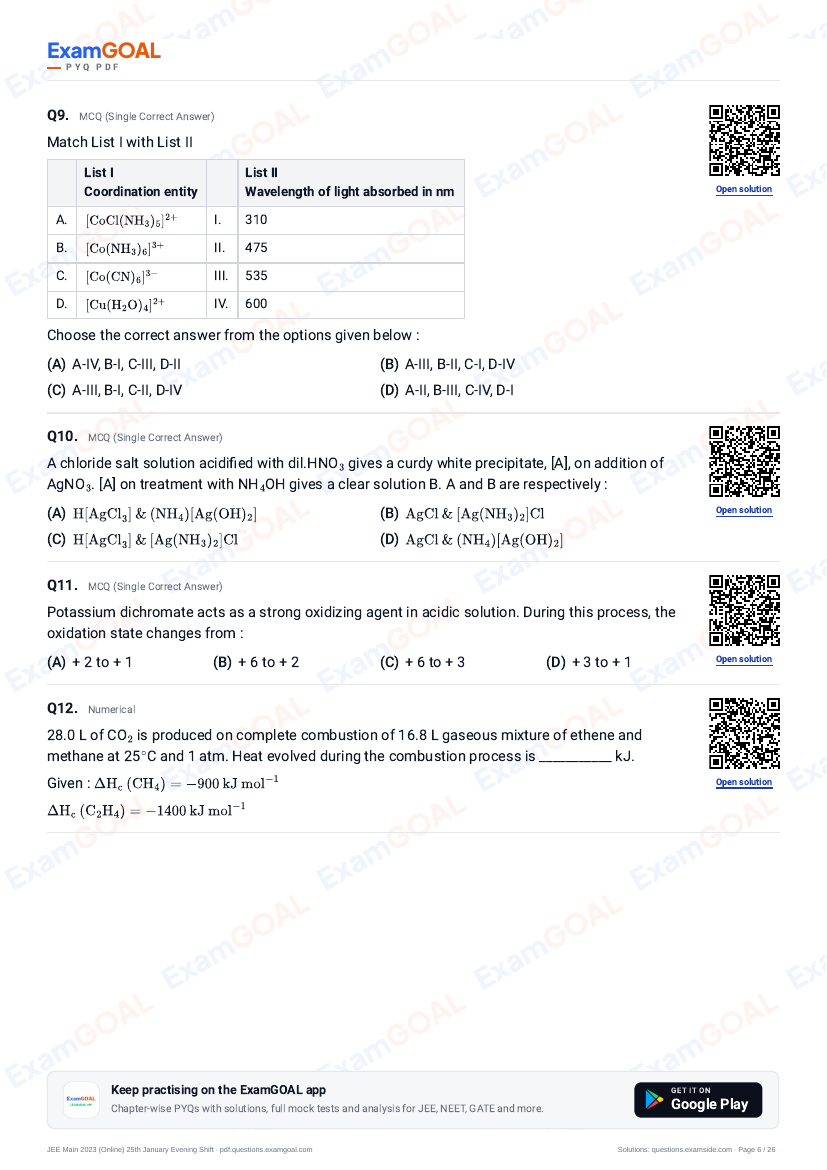 ExamGOAL
PYQ PDF
Q9. MCQ (Single Correct Answer)
Match List I with List II
List I
Coordination entity
List II
Wavelength of light absorbed in nm
A. [CoCl(NH₃)₅]²⁺ I. 310
B. [Co(NH₃)₆]³⁺ II. 475
C. [Co(CN)₆]³⁻ III. 535
D. [Cu(H₂O)₄]²⁺ IV. 600
Choose the correct answer from the options given below :
(A) A-IV, B-I, C-III, D-II (B) A-III, B-II, C-I, D-IV
(C) A-III, B-I, C-II, D-IV (D) A-II, B-III, C-IV, D-I
Open solution
Q10. MCQ (Single Correct Answer)
A chloride salt solution acidified with dil.HNO₃ gives a curdy white precipitate, [A], on addition of
AgNO₃. [A] on treatment with NH₄OH gives a clear solution B. A and B are respectively :
(A) H[AgCl₃] & (NH₄)[Ag(OH)₂] (B) AgCl & [Ag(NH₃)₂]Cl
(C) H[AgCl₃] & [Ag(NH₃)₂]Cl (D) AgCl & (NH₄)[Ag(OH)₂]
Open solution
Q11. MCQ (Single Correct Answer)
Potassium dichromate acts as a strong oxidizing agent in acidic solution. During this process, the
oxidation state changes from :
(A) + 2 to + 1 (B) + 6 to + 2 (C) + 6 to + 3 (D) + 3 to + 1
Open solution
Q12. Numerical
28.0 L of CO₂ is produced on complete combustion of 16.8 L gaseous mixture of ethene and
methane at 25°C and 1 atm. Heat evolved during the combustion process is ___________ kJ.
Given : ΔH꜀ (CH₄) = −900 kJ mol⁻¹
ΔH꜀ (C₂H₄) = −1400 kJ mol⁻¹
Open solution
ExamGOAL
Keep practising on the ExamGOAL app
Chapter-wise PYQs with solutions, full mock tests and analysis for JEE, NEET, GATE and more.
GET IT ON
Google Play
JEE Main 2023 (Online) 25th January Evening Shift · pdf.questions.examgoal.com
Solutions: questions.examside.com · Page 6 / 26